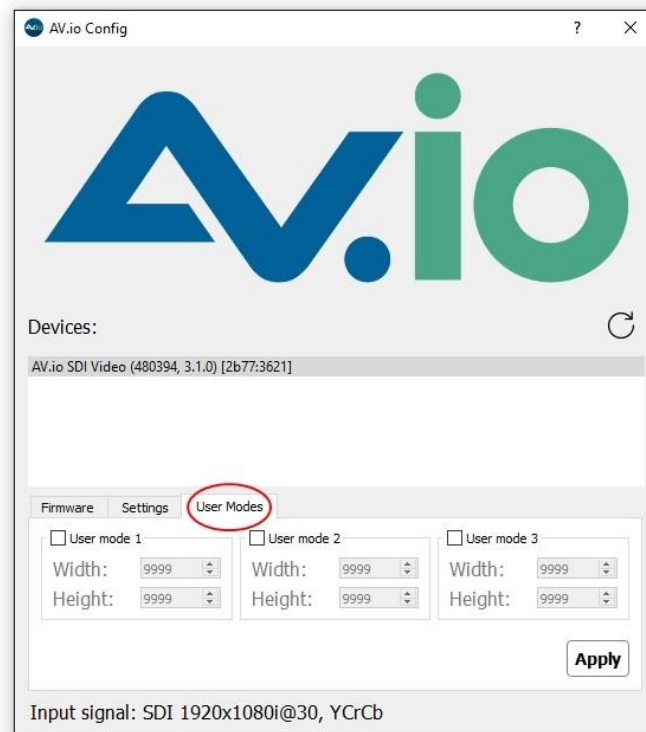 AV.io Config ? ×
AV.io
Devices:
AV.io SDI Video (480394, 3.1.0) [2b77:3621]
Firmware Settings User Modes
User mode 1 User mode 2 User mode 3
Width: 9999 Width: 9999 Width: 9999
Height: 9999 Height: 9999 Height: 9999
Apply
Input signal: SDI 1920x1080i@30, YCrCb